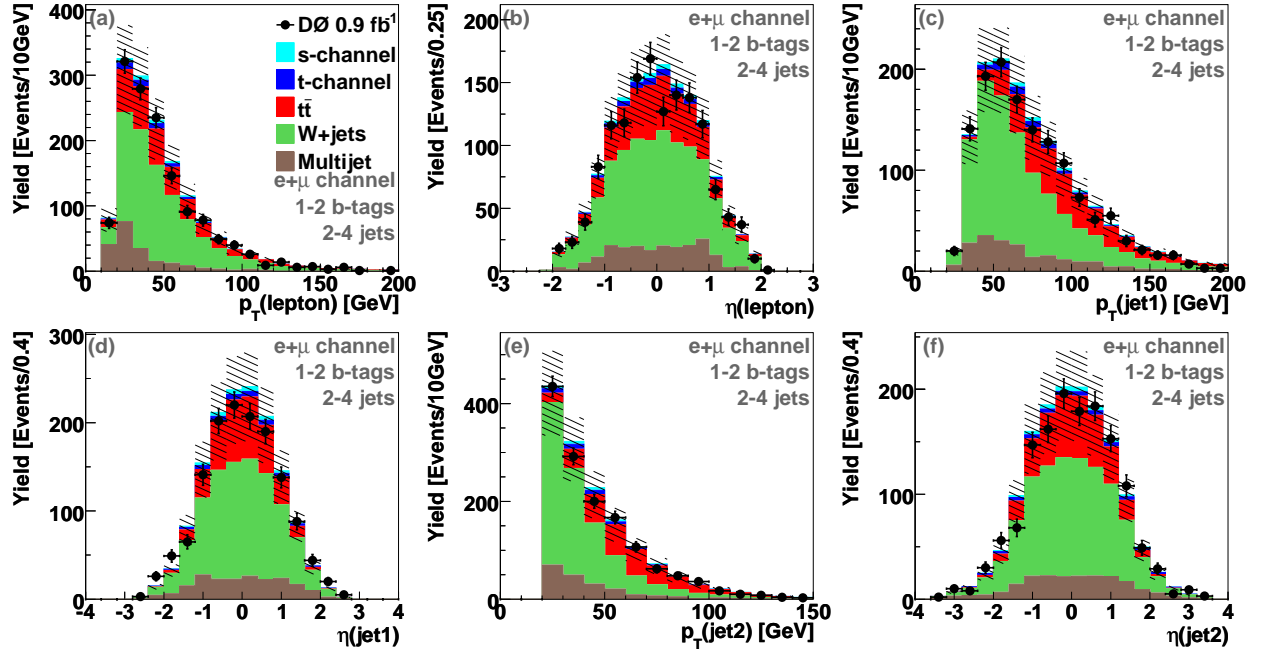 (a)
Yield [Events/10GeV]
400
300
200
100
0
DØ 0.9 fb⁻¹
s-channel
t-channel
tt̄
W+jets
Multijet
e+μ channel
1-2 b-tags
2-4 jets
0 50 100 150 200
p_T(lepton) [GeV]
(b)
Yield [Events/0.25]
200
150
100
50
0
e+μ channel
1-2 b-tags
2-4 jets
-3 -2 -1 0 1 2 3
η(lepton)
(c)
Yield [Events/10GeV]
200
100
0
e+μ channel
1-2 b-tags
2-4 jets
0 50 100 150 200
p_T(jet1) [GeV]
(d)
Yield [Events/0.4]
300
200
100
0
e+μ channel
1-2 b-tags
2-4 jets
-4 -3 -2 -1 0 1 2 3 4
η(jet1)
(e)
Yield [Events/10GeV]
400
200
0
e+μ channel
1-2 b-tags
2-4 jets
50 100 150
p_T(jet2) [GeV]
(f)
Yield [Events/0.4]
200
100
0
e+μ channel
1-2 b-tags
2-4 jets
-4 -3 -2 -1 0 1 2 3 4
η(jet2)